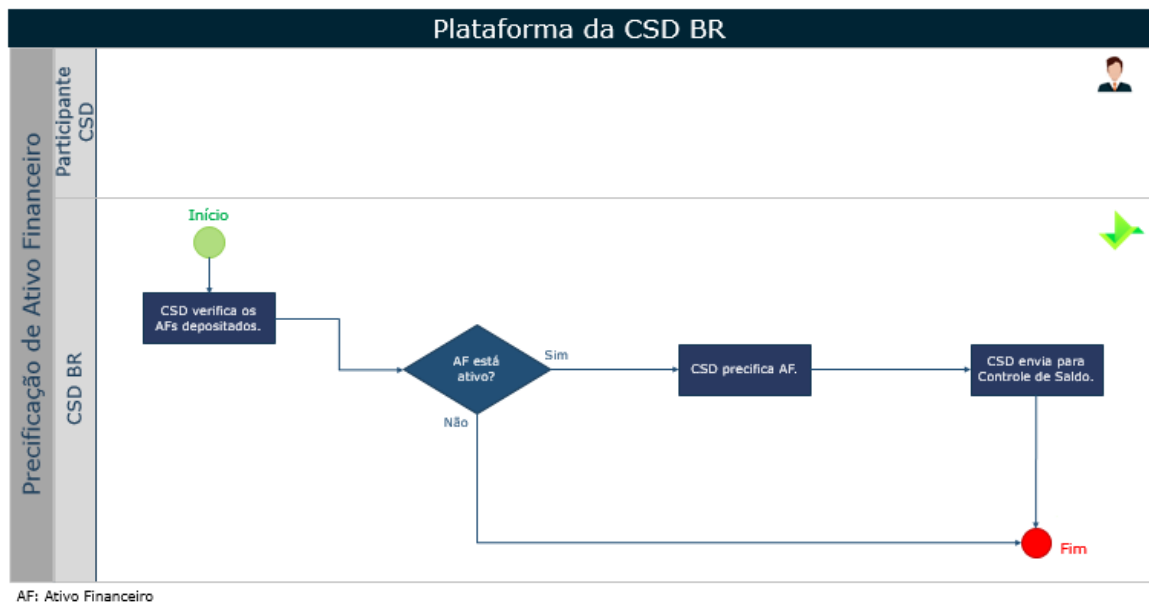 Plataforma da CSD BR
Precificação de Ativo Financeiro
Participante
CSD
CSD BR
Início
CSD verifica os
AFs depositados.
AF está
ativo?
Sim
Não
CSD precifica AF.
CSD envia para
Controle de Saldo.
Fim
AF: Ativo Financeiro